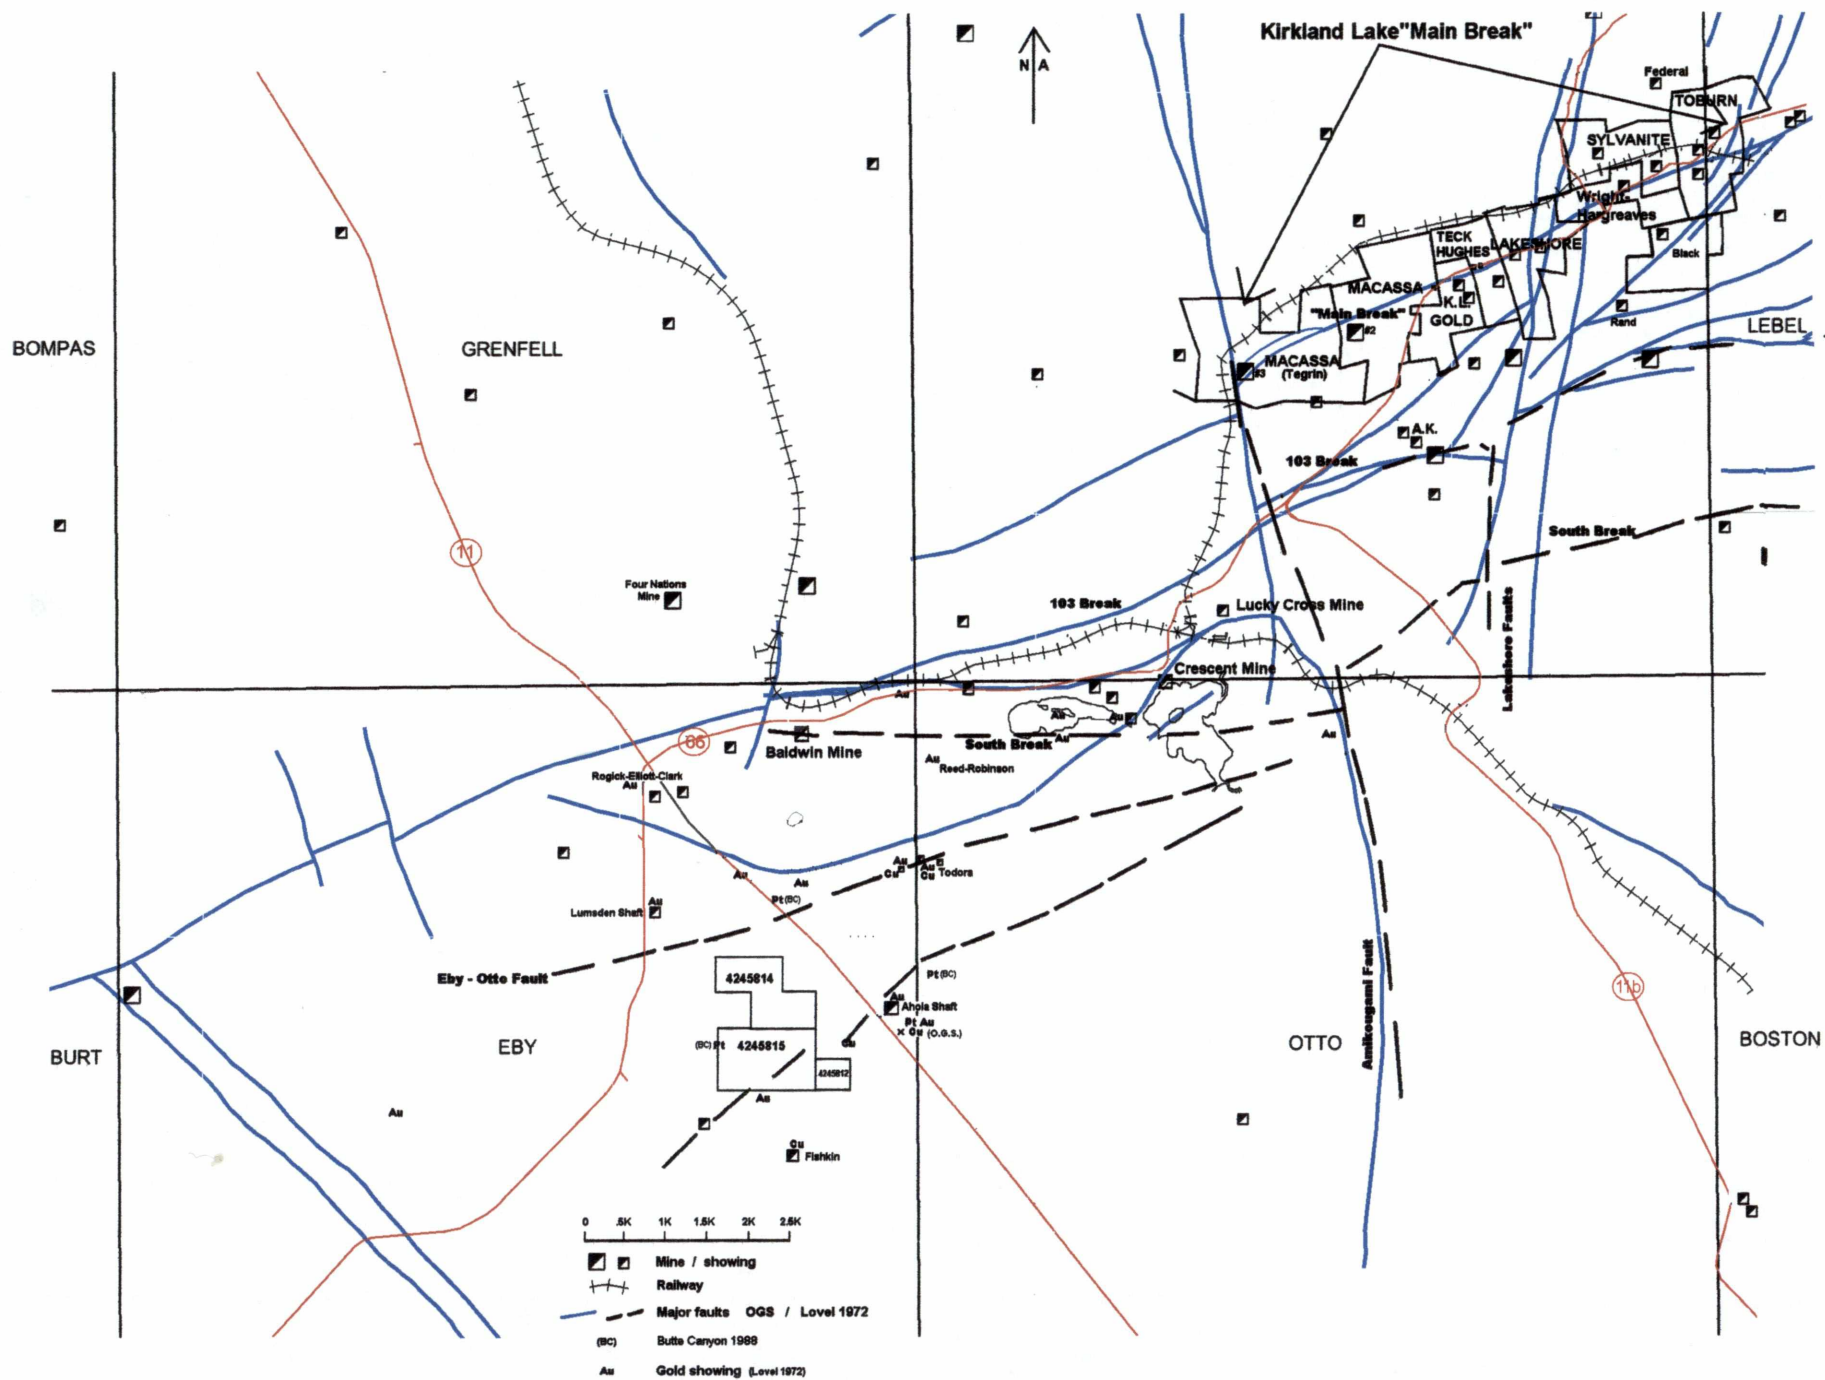 Kirkland Lake"Main Break"
N A
Federal
TOBURN
SYLVANITE
Wright-
Hargreaves
TECK
HUGHES
LAKESHORE
Black
MACASSA
K.L.
GOLD
"Main Break"
#2
Rand
LEBEL
BOMPAS
GRENFELL
MACASSA
(Tegrin)
#3
A.K.
103 Break
South Break
11
Four Nations
Mine
103 Break
Lucky Cross Mine
Lakeshore Faults
Crescent Mine
Au
Au
Au
Au
Au
66
Baldwin Mine
South Break
Au
Reed-Robinson
Rogick-Elliott-Clark
Au
Au
Au
Cu
Au
Cu
Todora
Au
Pt (BC)
Au
Lumsden Shaft
Eby - Otto Fault
4245814
Pt (BC)
Au
Ahola Shaft
Pt Au
x Cu (O.G.S.)
Amikougami Fault
11b
BURT
EBY
(BC) Pt
4245815
Cu
4245812
OTTO
BOSTON
Au
Au
Cu
Fishkin
0 .5K 1K 1.5K 2K 2.5K
Mine / showing
Railway
Major faults OGS / Lovel 1972
(BC) Butte Canyon 1988
Au Gold showing (Lovel 1972)